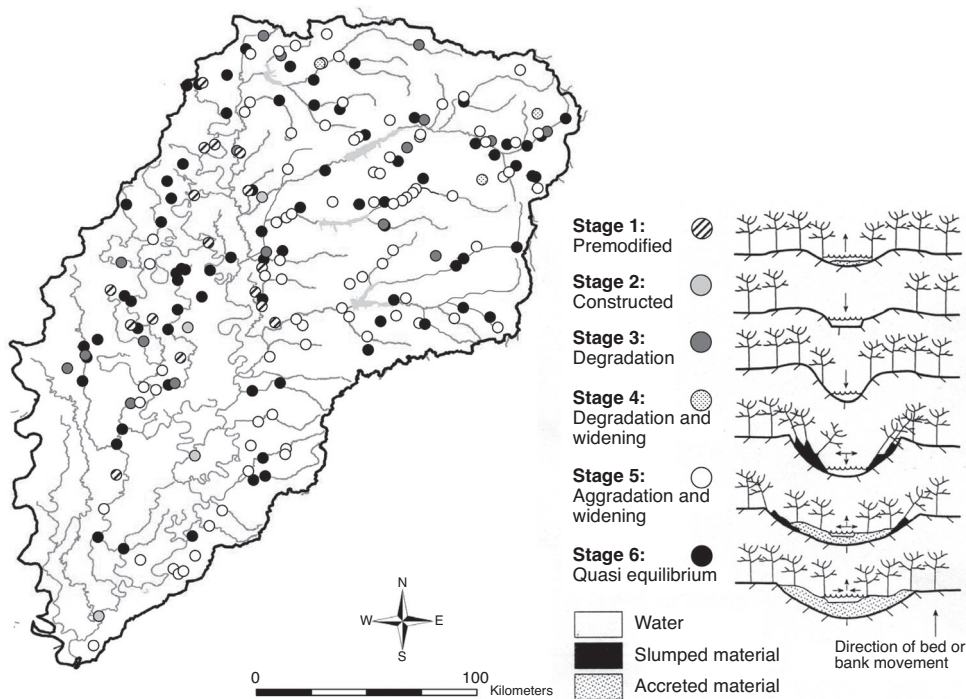 Stage 1:
Premodified
Stage 2:
Constructed
Stage 3:
Degradation
Stage 4:
Degradation and
widening
Stage 5:
Aggradation and
widening
Stage 6:
Quasi equilibrium
Water
Slumped material
Accreted material
Direction of bed or
bank movement
N
W E
S
0 100
Kilometers